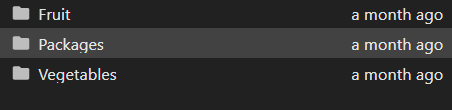 Fruit a month ago
Packages a month ago
Vegetables a month ago